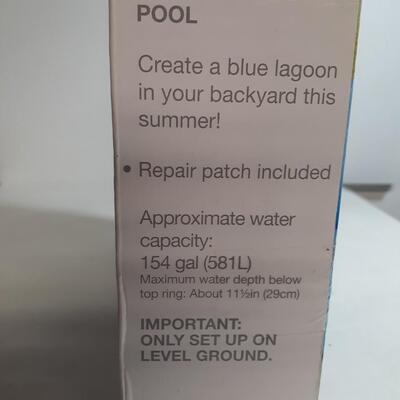 POOL
Create a blue lagoon
in your backyard this
summer!
• Repair patch included
Approximate water
capacity:
154 gal (581L)
Maximum water depth below
top ring: About 11½in (29cm)
IMPORTANT:
ONLY SET UP ON
LEVEL GROUND.